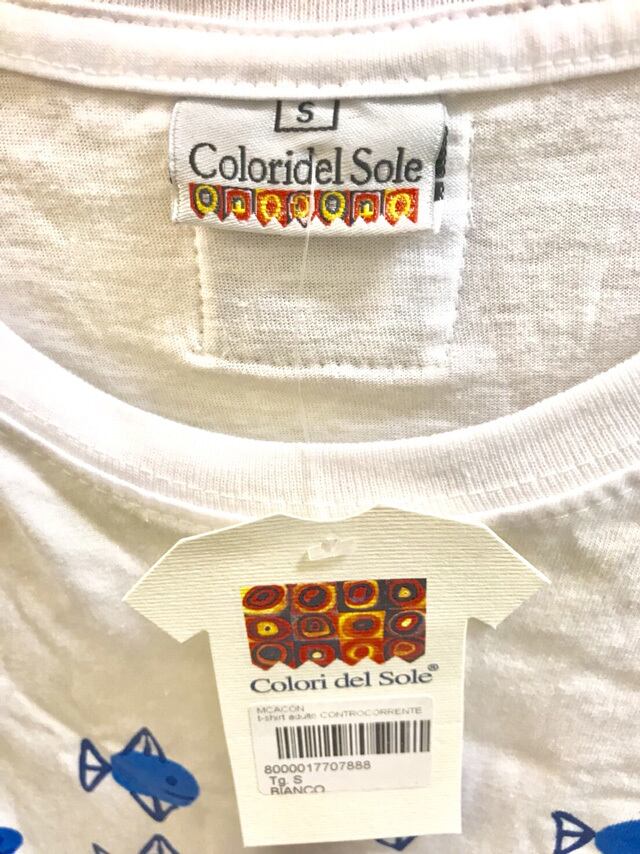 S
Coloridel Sole
Colori del Sole®
MCACON
t-shirt adulto CONTROCORRENTE
8000017707888
Tg. S
BIANCO